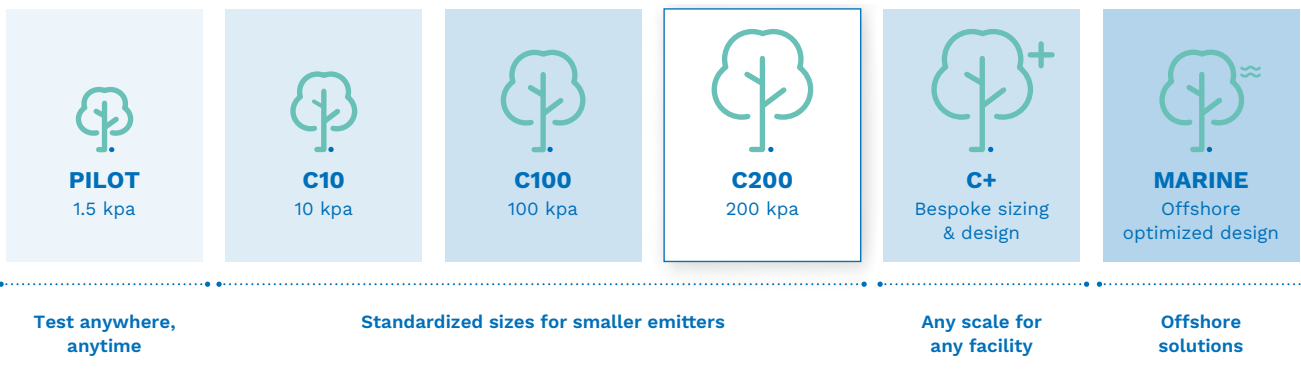 PILOT
1.5 kpa
C10
10 kpa
C100
100 kpa
C200
200 kpa
C+
Bespoke sizing
& design
MARINE
Offshore
optimized design
Test anywhere,
anytime
Standardized sizes for smaller emitters
Any scale for
any facility
Offshore
solutions